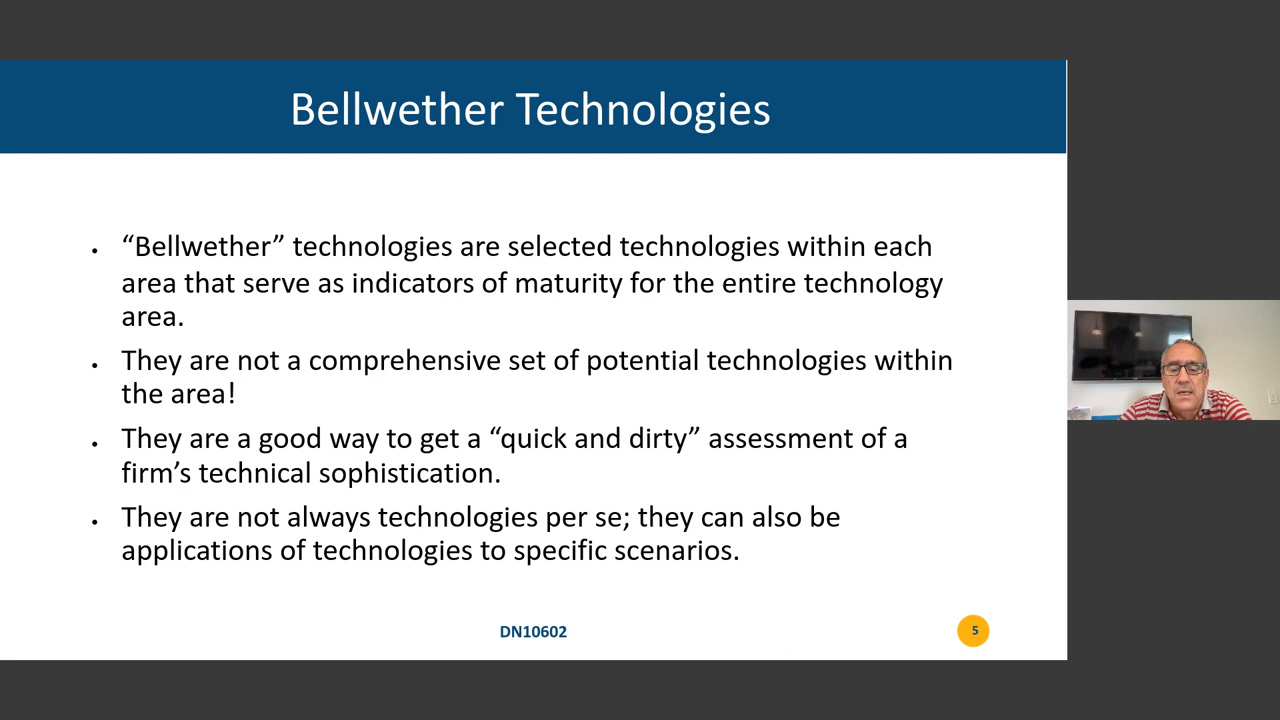 Bellwether Technologies
• “Bellwether” technologies are selected technologies within each
area that serve as indicators of maturity for the entire technology
area.
• They are not a comprehensive set of potential technologies within
the area!
• They are a good way to get a “quick and dirty” assessment of a
firm’s technical sophistication.
• They are not always technologies per se; they can also be
applications of technologies to specific scenarios.
DN10602
5